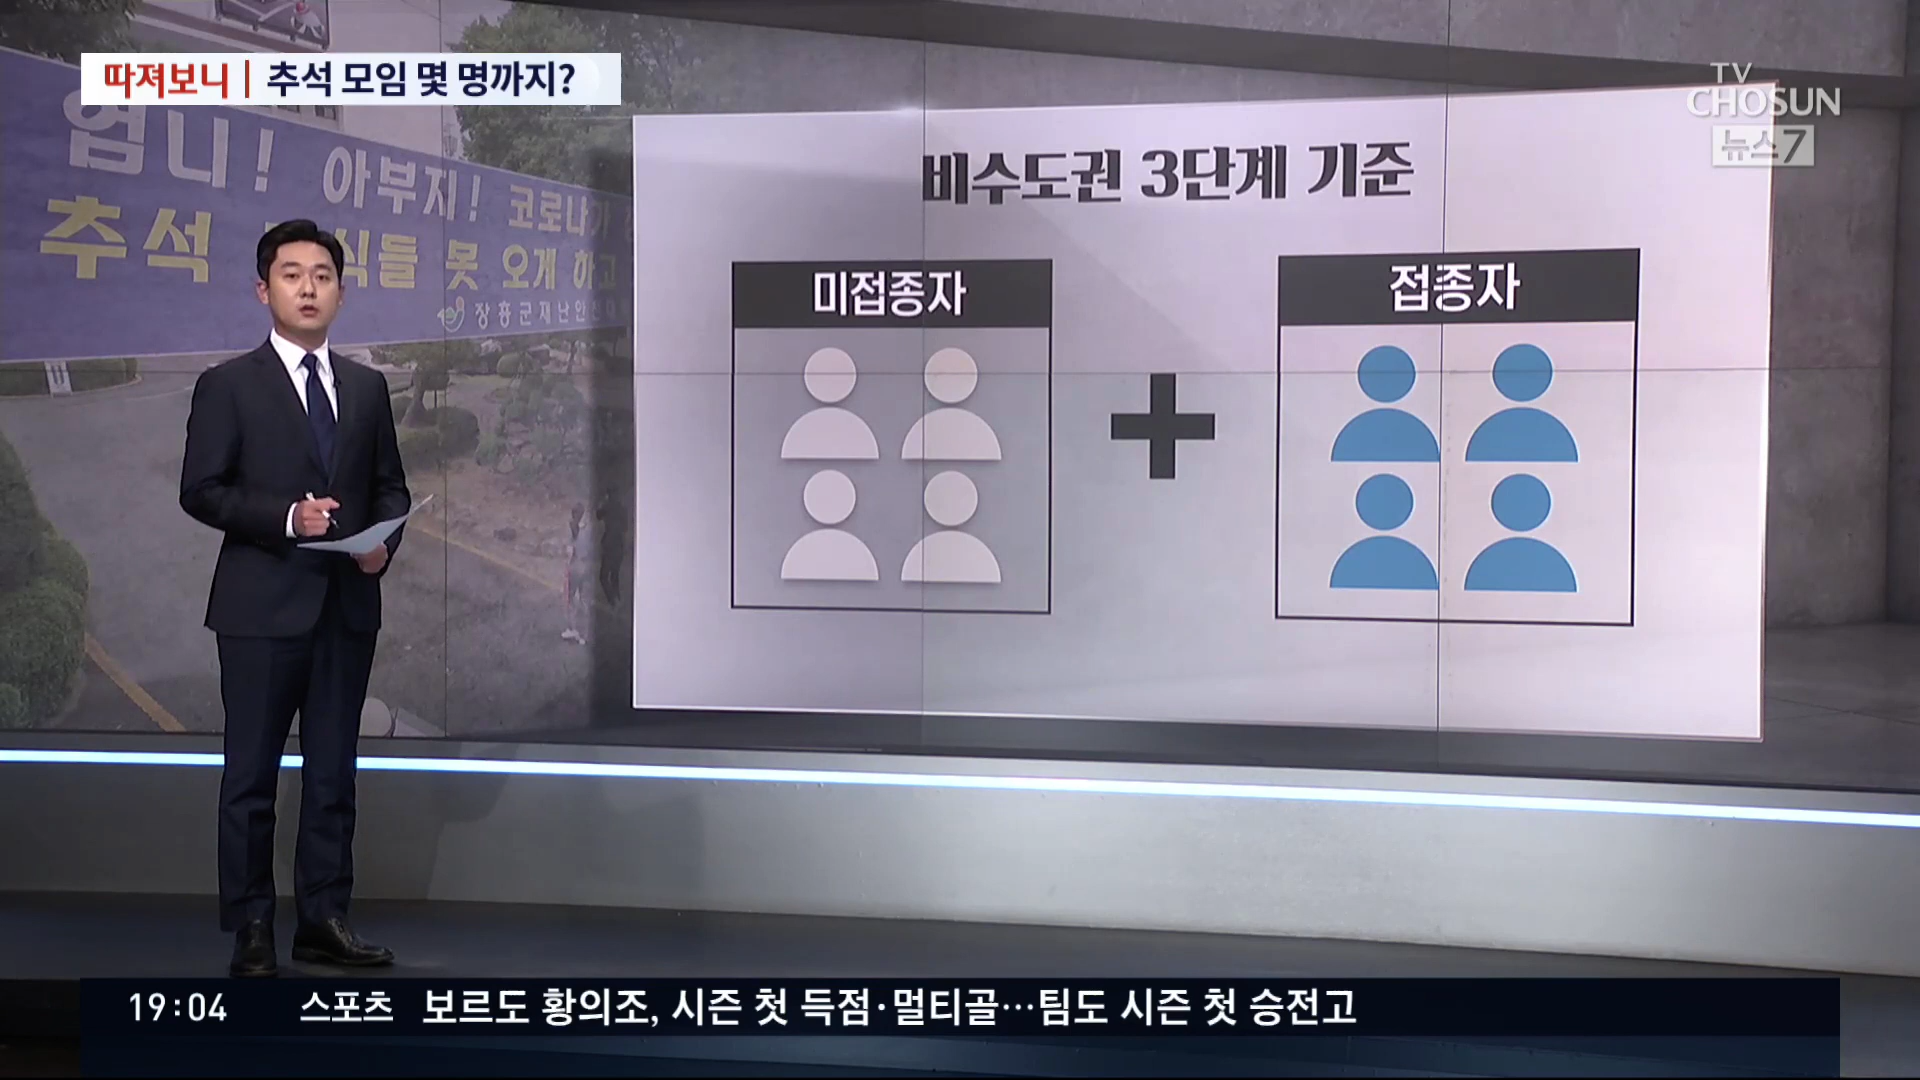 따져보니 | 추석 모임 몇 명까지?
TV
CHOSUN
뉴스7
엄니! 아부지! 코로나가
추석 못 오게 하고
장흥군재난안전대책
비수도권 3단계 기준
미접종자
접종자
19:04 스포츠 보르도 황의조, 시즌 첫 득점·멀티골…팀도 시즌 첫 승전고